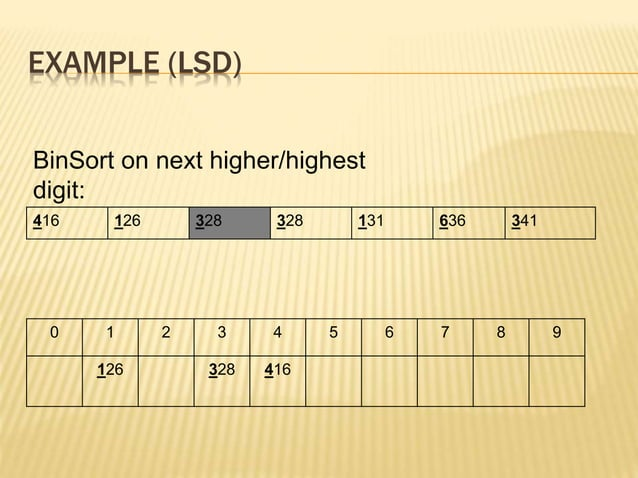 EXAMPLE (LSD)
BinSort on next higher/highest
digit:
416 126 328 328 131 636 341
0 1 2 3 4 5 6 7 8 9
126 328 416